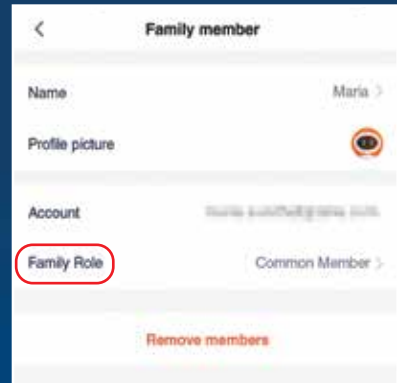 Family member
Name Maria
Profile picture
Account
Family Role Common Member
Remove members